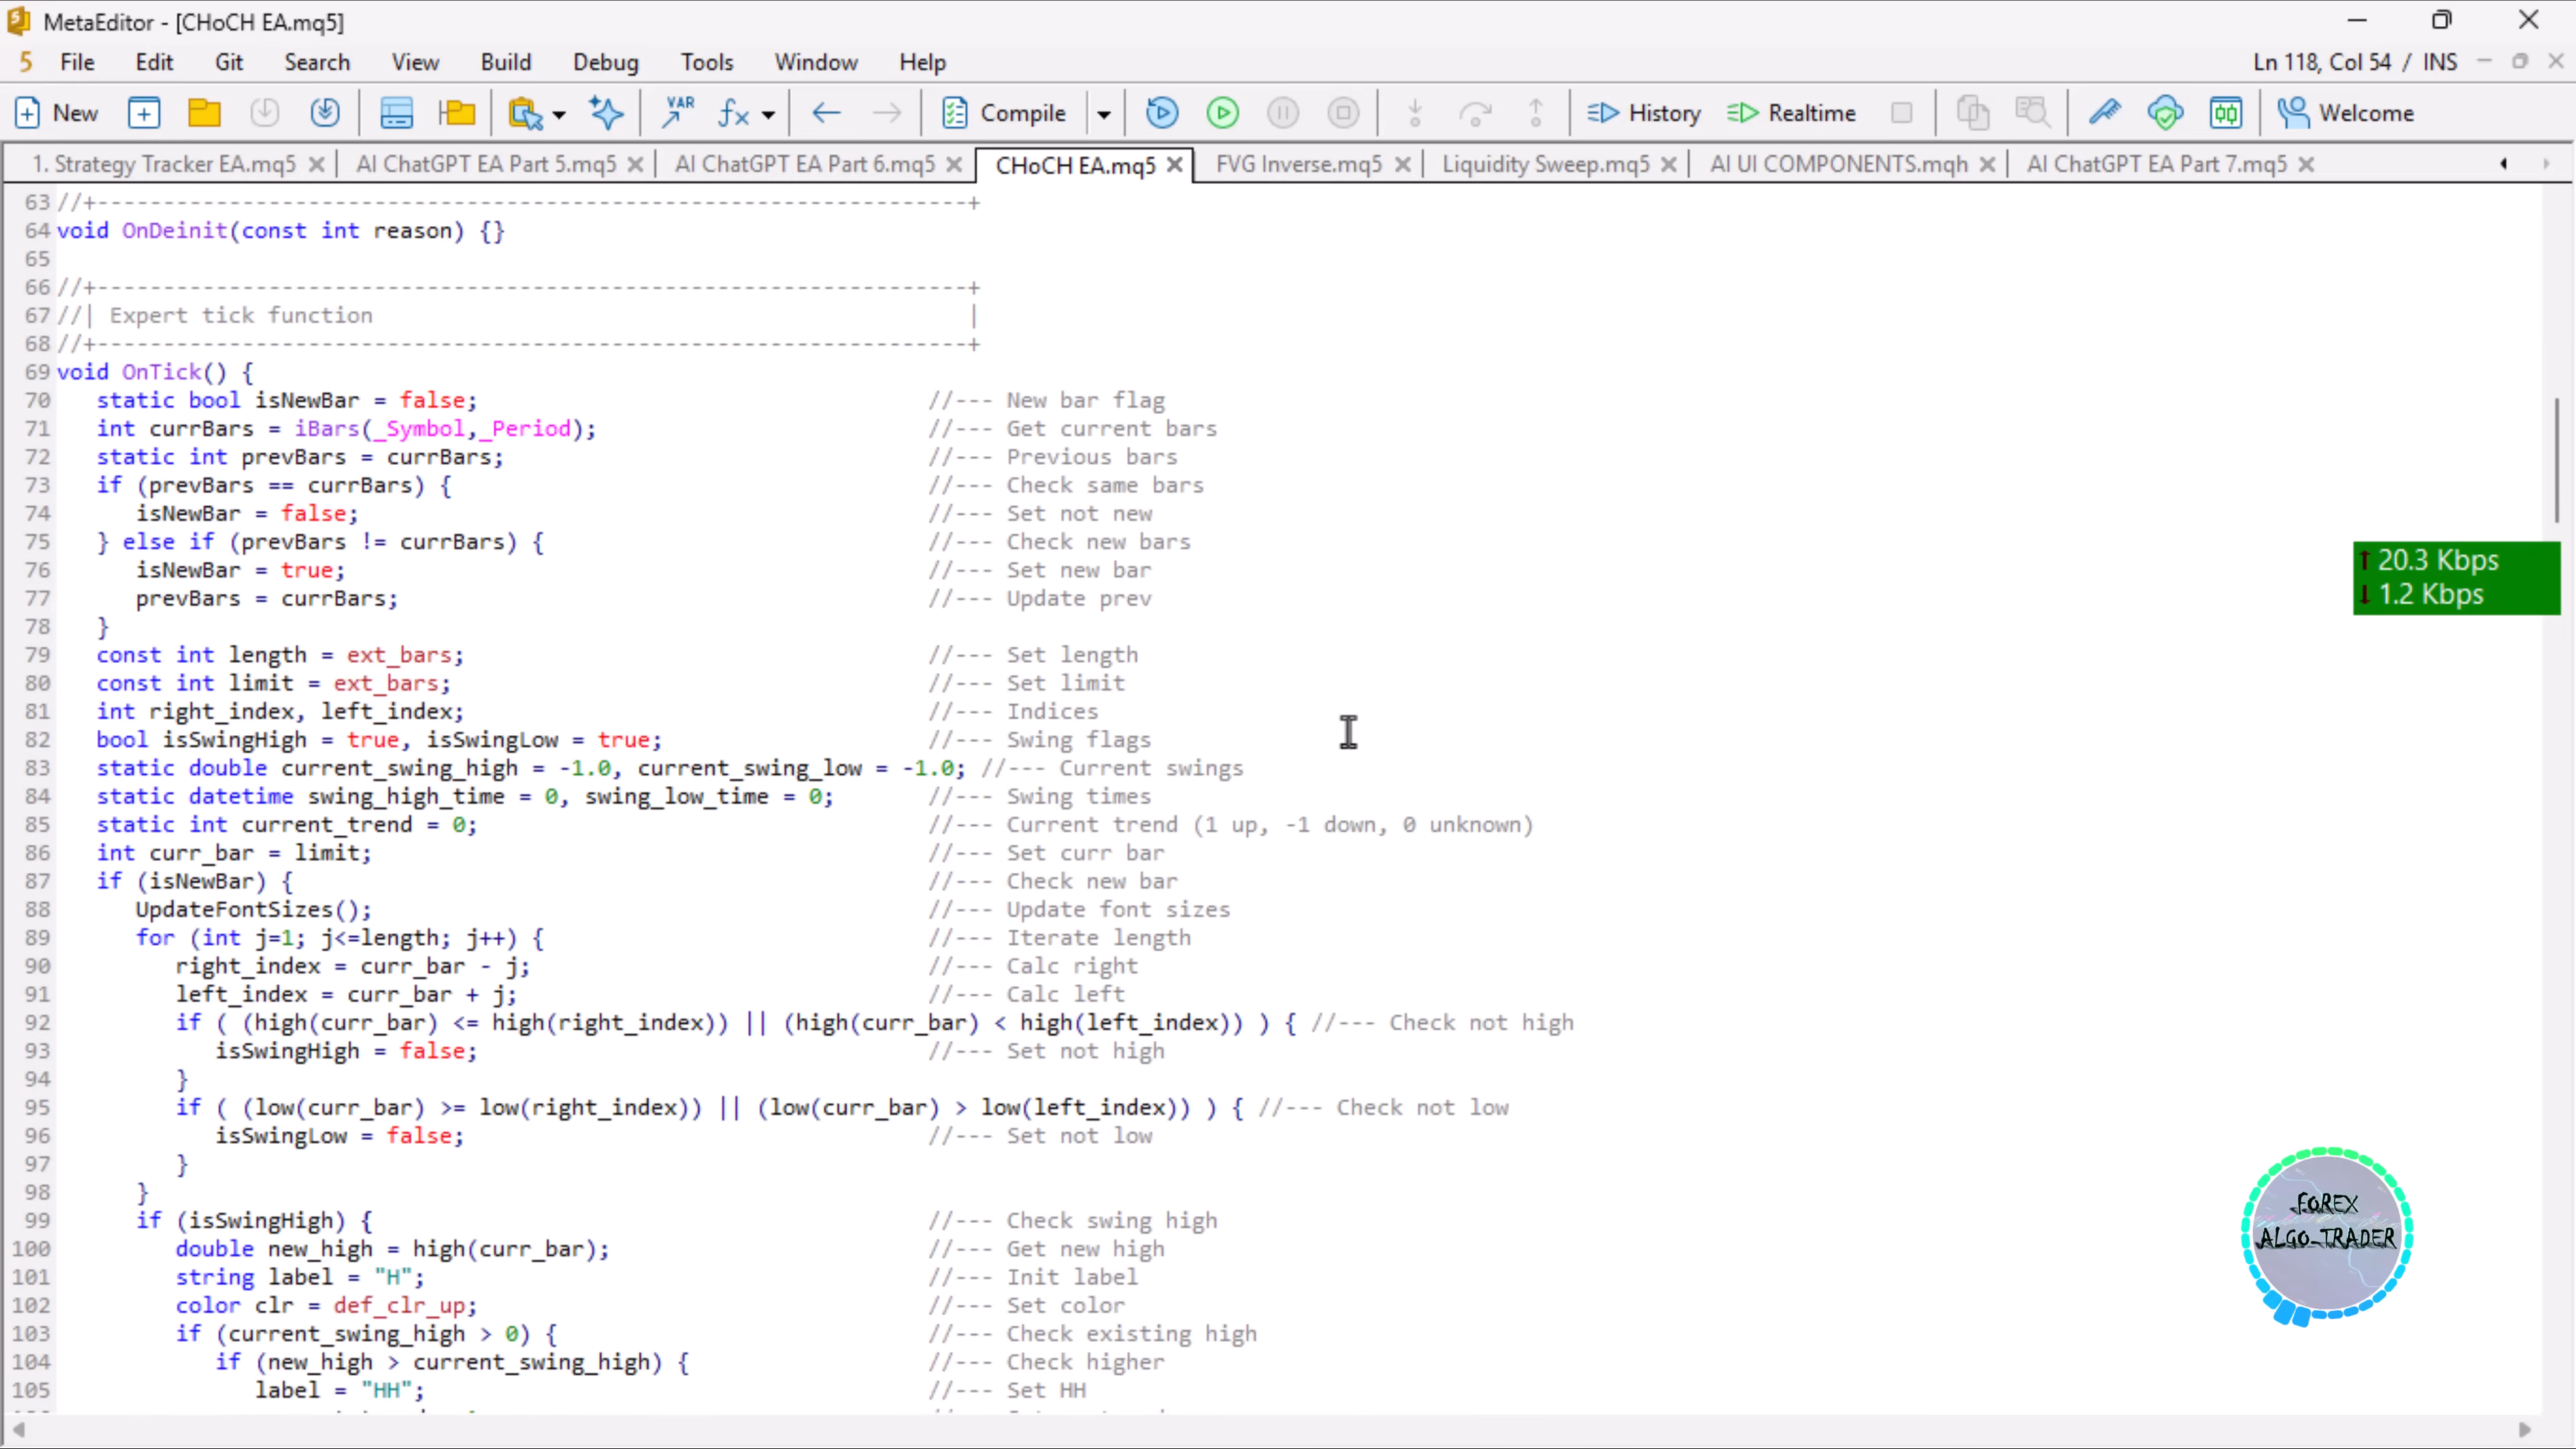 MetaEditor - [CHoCH EA.mq5]
5 File Edit Git Search View Build Debug Tools Window Help Ln 118, Col 54 / INS
New VAR fx Compile History Realtime Welcome
1. Strategy Tracker EA.mq5 AI ChatGPT EA Part 5.mq5 AI ChatGPT EA Part 6.mq5 CHoCH EA.mq5 FVG Inverse.mq5 Liquidity Sweep.mq5 AI UI COMPONENTS.mqh AI ChatGPT EA Part 7.mq5
63 //+------------------------------------------------------------------+
64 void OnDeinit(const int reason) {}
65
66 //+------------------------------------------------------------------+
67 //| Expert tick function |
68 //+------------------------------------------------------------------+
69 void OnTick() {
70 static bool isNewBar = false; //--- New bar flag
71 int currBars = iBars(_Symbol,_Period); //--- Get current bars
72 static int prevBars = currBars; //--- Previous bars
73 if (prevBars == currBars) { //--- Check same bars
74 isNewBar = false; //--- Set not new
75 } else if (prevBars != currBars) { //--- Check new bars
76 isNewBar = true; //--- Set new bar
77 prevBars = currBars; //--- Update prev
78 }
79 const int length = ext_bars; //--- Set length
80 const int limit = ext_bars; //--- Set limit
81 int right_index, left_index; //--- Indices
82 bool isSwingHigh = true, isSwingLow = true; //--- Swing flags
83 static double current_swing_high = -1.0, current_swing_low = -1.0; //--- Current swings
84 static datetime swing_high_time = 0, swing_low_time = 0; //--- Swing times
85 static int current_trend = 0; //--- Current trend (1 up, -1 down, 0 unknown)
86 int curr_bar = limit; //--- Set curr bar
87 if (isNewBar) { //--- Check new bar
88 UpdateFontSizes(); //--- Update font sizes
89 for (int j=1; j<=length; j++) { //--- Iterate length
90 right_index = curr_bar - j; //--- Calc right
91 left_index = curr_bar + j; //--- Calc left
92 if ( (high(curr_bar) <= high(right_index)) || (high(curr_bar) < high(left_index)) ) { //--- Check not high
93 isSwingHigh = false; //--- Set not high
94 }
95 if ( (low(curr_bar) >= low(right_index)) || (low(curr_bar) > low(left_index)) ) { //--- Check not low
96 isSwingLow = false; //--- Set not low
97 }
98 }
99 if (isSwingHigh) { //--- Check swing high
100 double new_high = high(curr_bar); //--- Get new high
101 string label = "H"; //--- Init label
102 color clr = def_clr_up; //--- Set color
103 if (current_swing_high > 0) { //--- Check existing high
104 if (new_high > current_swing_high) { //--- Check higher
105 label = "HH"; //--- Set HH
↑ 20.3 Kbps
↓ 1.2 Kbps
FOREX
ALGO-TRADER